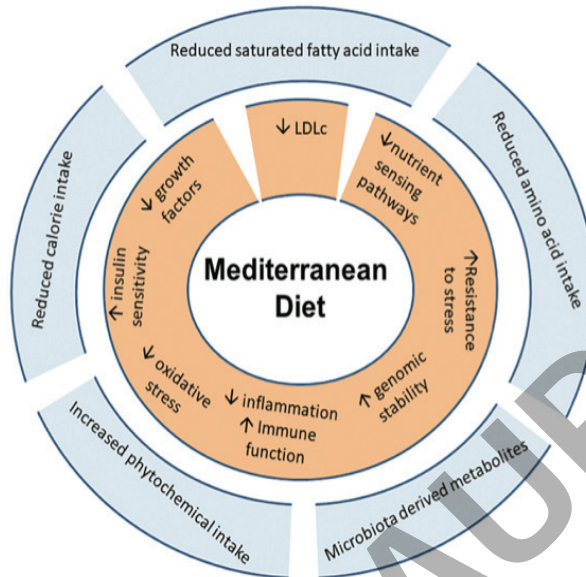 Reduced saturated fatty acid intake
Reduced amino acid intake
Microbiota derived metabolites
Increased phytochemical intake
Reduced calorie intake
↓ LDLc
↓nutrient
sensing
pathways
↑Resistance
to stress
↑ genomic
stability
↓ inflammation
↑ Immune
function
↓ oxidative
stress
↑ insulin
sensitivity
↓ growth
factors
Mediterranean
Diet